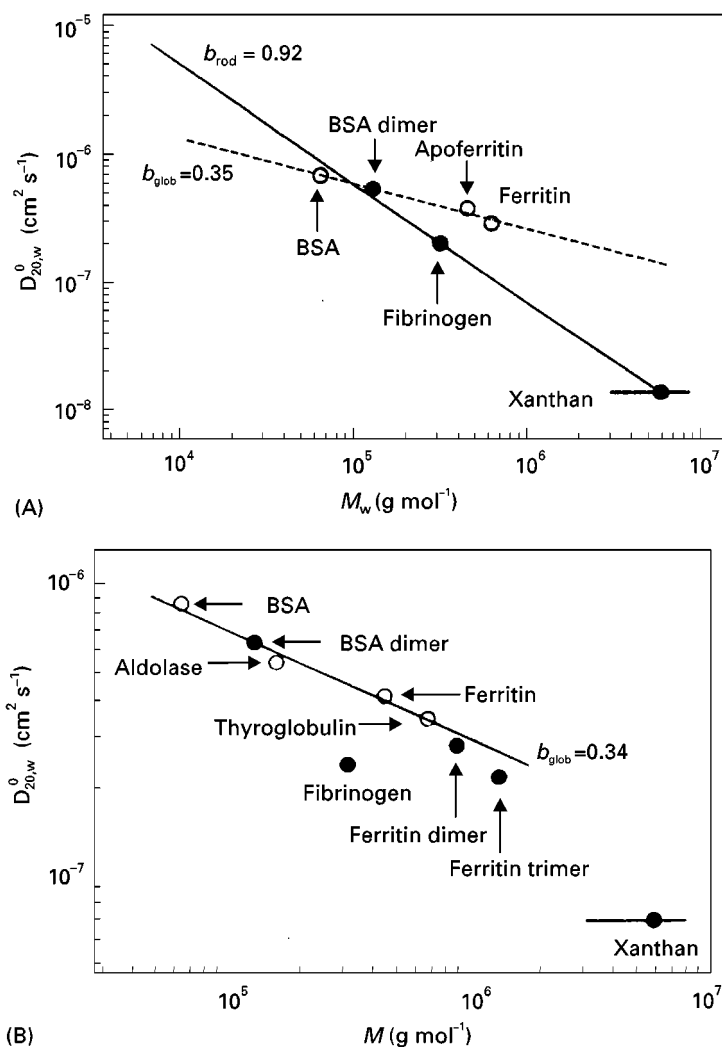 10⁻⁵
b_rod = 0.92
BSA dimer
10⁻⁶
Apoferritin
b_glob = 0.35
Ferritin
BSA
D⁰_20,w (cm² s⁻¹)
10⁻⁷
Fibrinogen
10⁻⁸
Xanthan
10⁴ 10⁵ 10⁶ 10⁷
(A)
M_w (g mol⁻¹)
10⁻⁶
BSA
BSA dimer
Aldolase
Ferritin
D⁰_20,w (cm² s⁻¹)
Thyroglobulin
b_glob = 0.34
Fibrinogen
Ferritin dimer
Ferritin trimer
10⁻⁷
Xanthan
10⁵ 10⁶ 10⁷
(B)
M (g mol⁻¹)